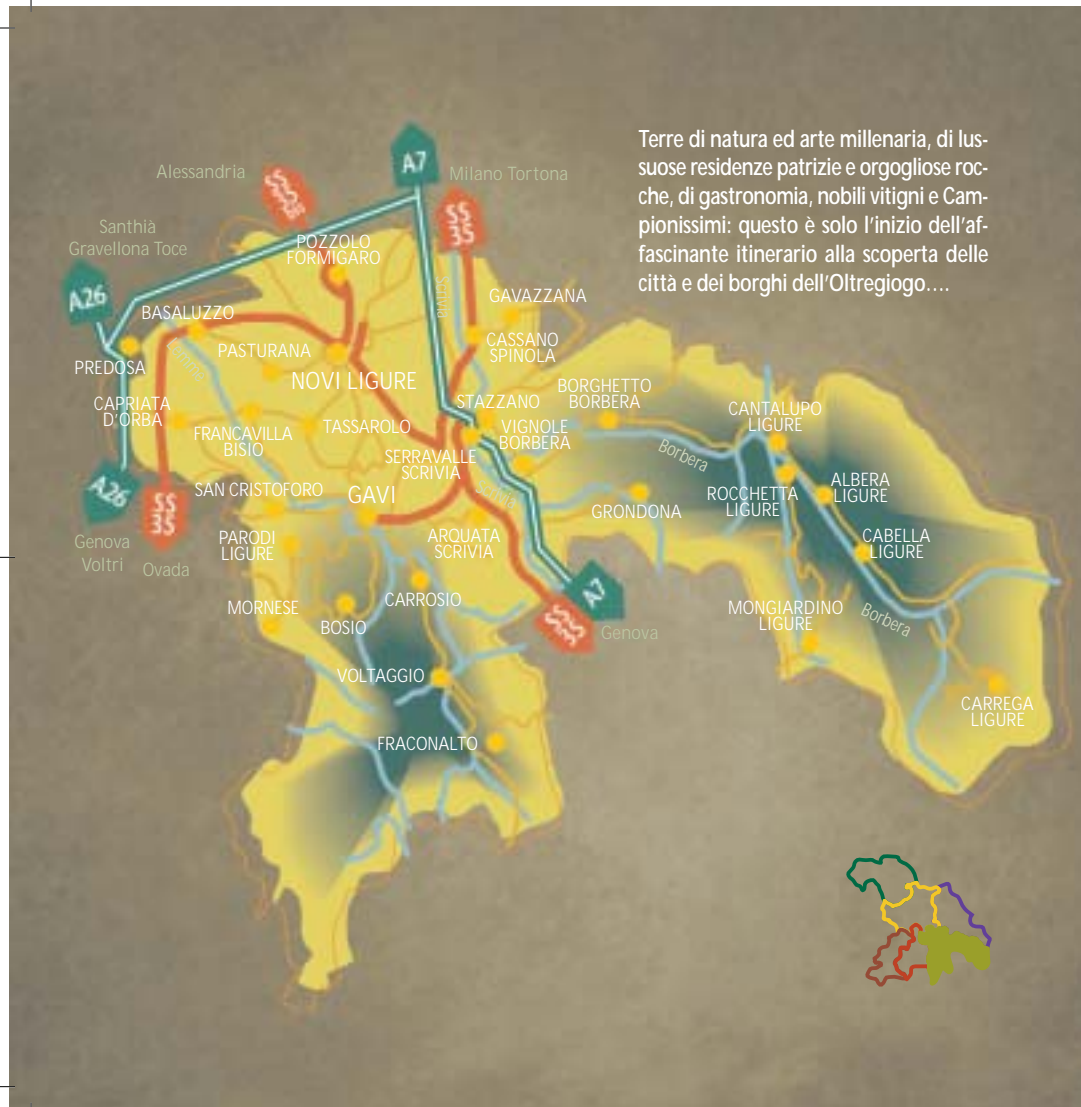 Terre di natura ed arte millenaria, di lus-
suose residenze patrizie e orgogliose roc-
che, di gastronomia, nobili vitigni e Cam-
pionissimi: questo è solo l'inizio dell'af-
fascinante itinerario alla scoperta delle
città e dei borghi dell'Oltregiogo....
Alessandria
A7
Milano Tortona
SS
35
Santhià
Gravellona Toce
POZZOLO
FORMIGARO
A26
BASALUZZO
Scrivia
GAVAZZANA
PREDOSA
PASTURANA
CASSANO
SPINOLA
NOVI LIGURE
CAPRIATA
D'ORBA
FRANCAVILLA
BISIO
TASSAROLO
STAZZANO
BORGHETTO
BORBERA
VIGNOLE
BORBERA
CANTALUPO
LIGURE
Borbera
SERRAVALLE
SCRIVIA
A26
SS
35
SAN CRISTOFORO
GAVI
Scrivia
GRONDONA
ROCCHETTA
LIGURE
ALBERA
LIGURE
Genova
Voltri
Ovada
PARODI
LIGURE
ARQUATA
SCRIVIA
CABELLA
LIGURE
MORNESE
BOSIO
CARROSIO
A7
SS
35
Genova
MONGIARDINO
LIGURE
Borbera
VOLTAGGIO
CARREGA
LIGURE
FRACONALTO